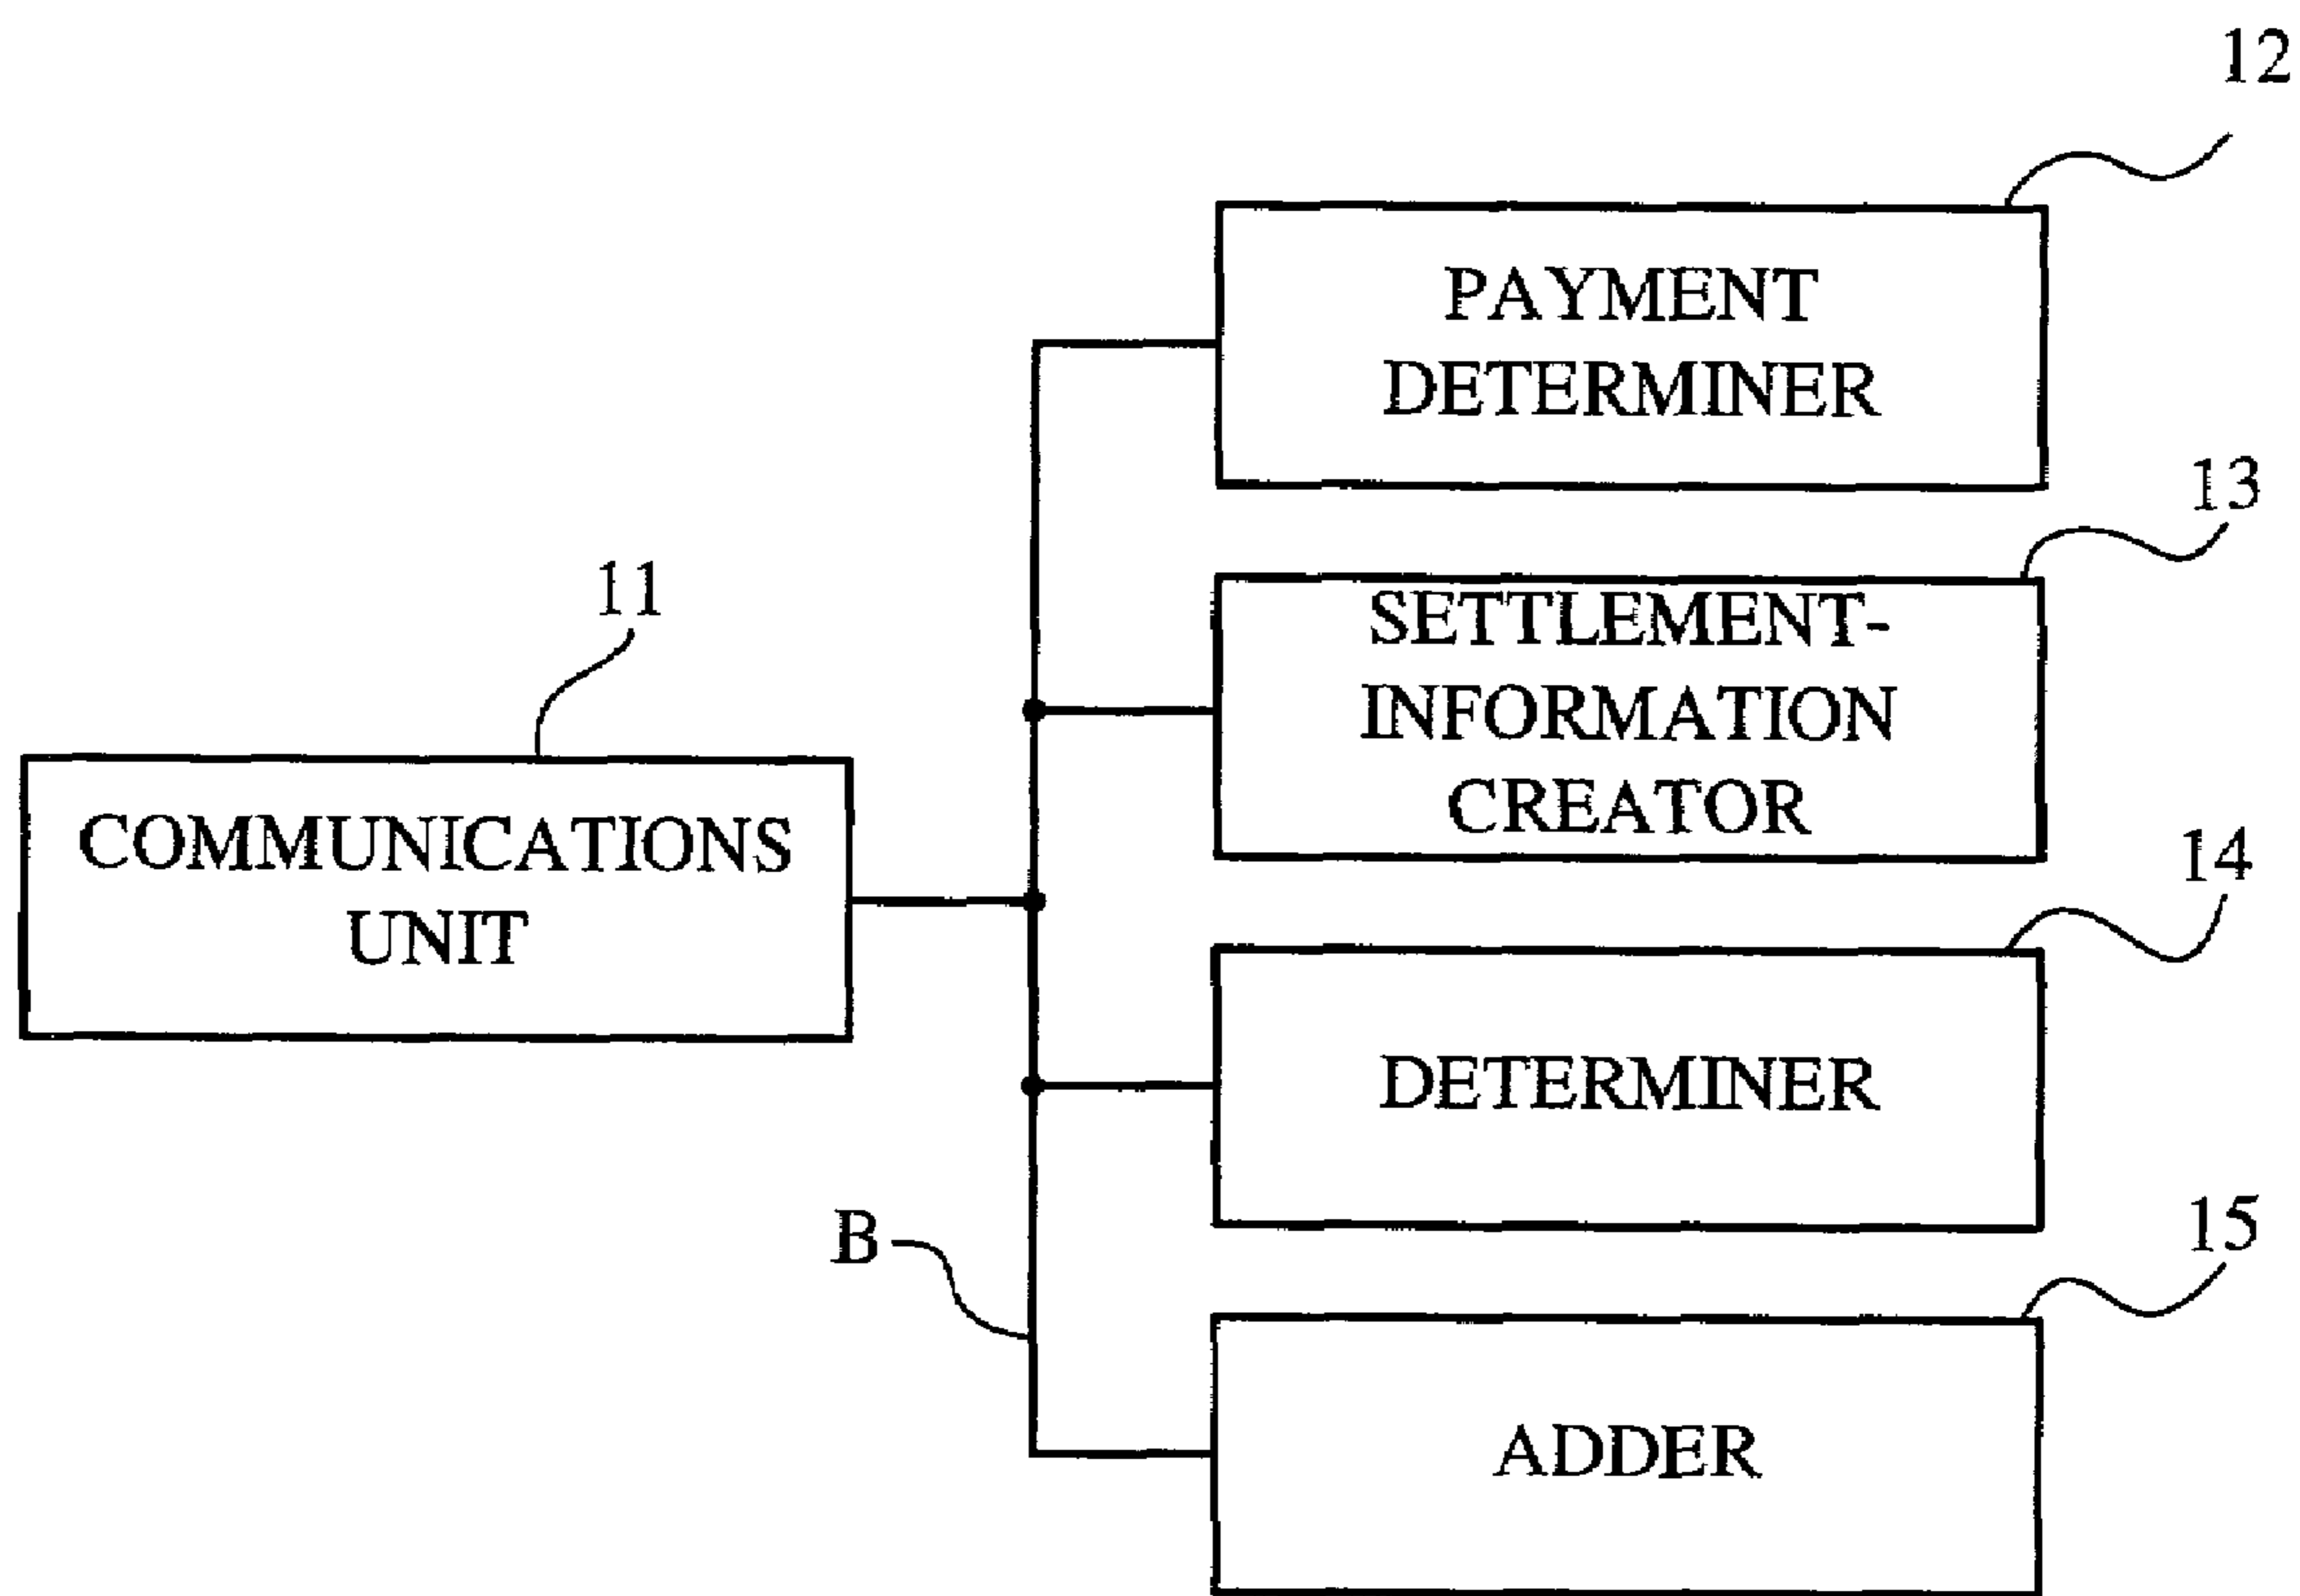 12
PAYMENT
DETERMINER
13
SETTLEMENT-
INFORMATION
CREATOR
11
COMMUNICATIONS
UNIT
14
DETERMINER
B
15
ADDER